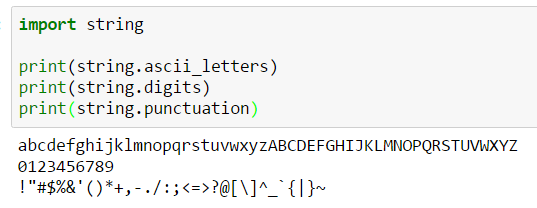 import string
print(string.ascii_letters)
print(string.digits)
print(string.punctuation)
abcdefghijklmnopqrstuvwxyzABCDEFGHIJKLMNOPQRSTUVWXYZ
0123456789
!"#$%&'()*+,-./:;<=>?@[\]^_`{|}~